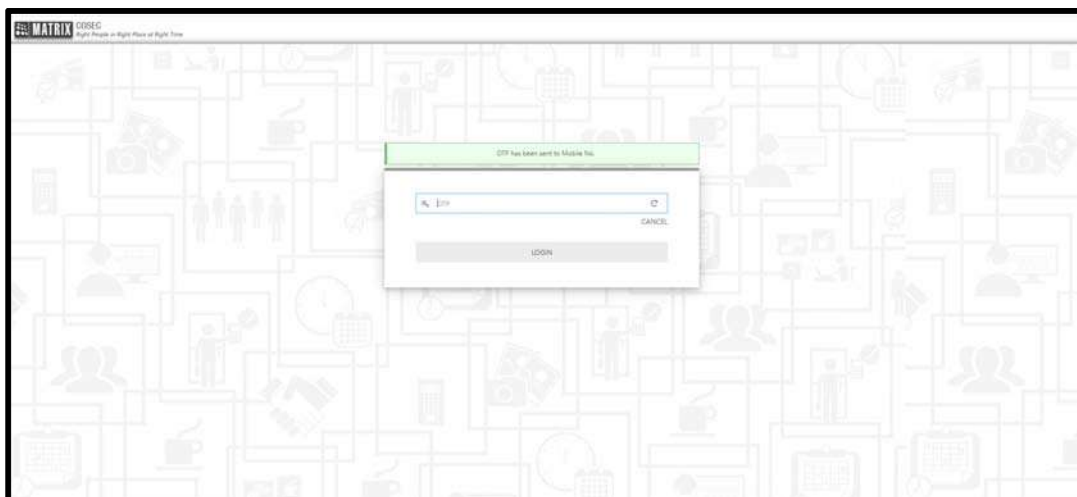 MATRIX COSEC
Right People in Right Place at Right Time
OTP has been sent to Mobile No.
OTP
CANCEL
LOGIN